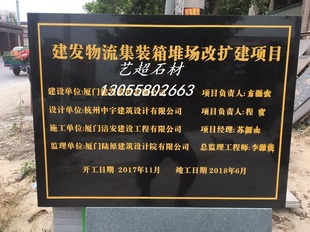 建发物流集装箱堆场改扩建项目
艺超石材
13055802663
建设单位:厦门 有限公司 项目负责人:
设计单位:杭州中宇建筑设计有限公司 项目负责人:程
施工单位:厦门洁安建设工程有限公司 项目经理:苏
监理单位:厦门陆原建筑设计院有限公司 总监理工程师:李
开工日期 2017年11月 竣工日期 2018年6月